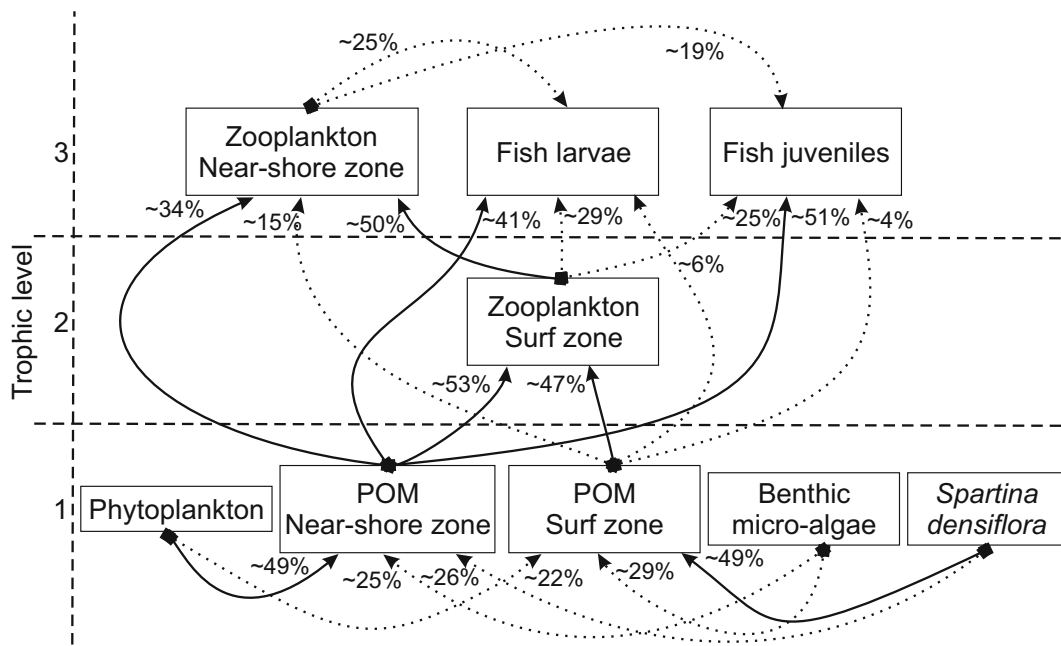 ~25%
~19%
3
Zooplankton
Near-shore zone
Fish larvae
Fish juveniles
~34%
~15%
~50%
~41%
~29%
~25%
~51%
~4%
Trophic level
2
~6%
Zooplankton
Surf zone
~53%
~47%
1
Phytoplankton
POM
Near-shore zone
POM
Surf zone
Benthic
micro-algae
Spartina
densiflora
~49%
~25%
~26%
~22%
~29%
~49%